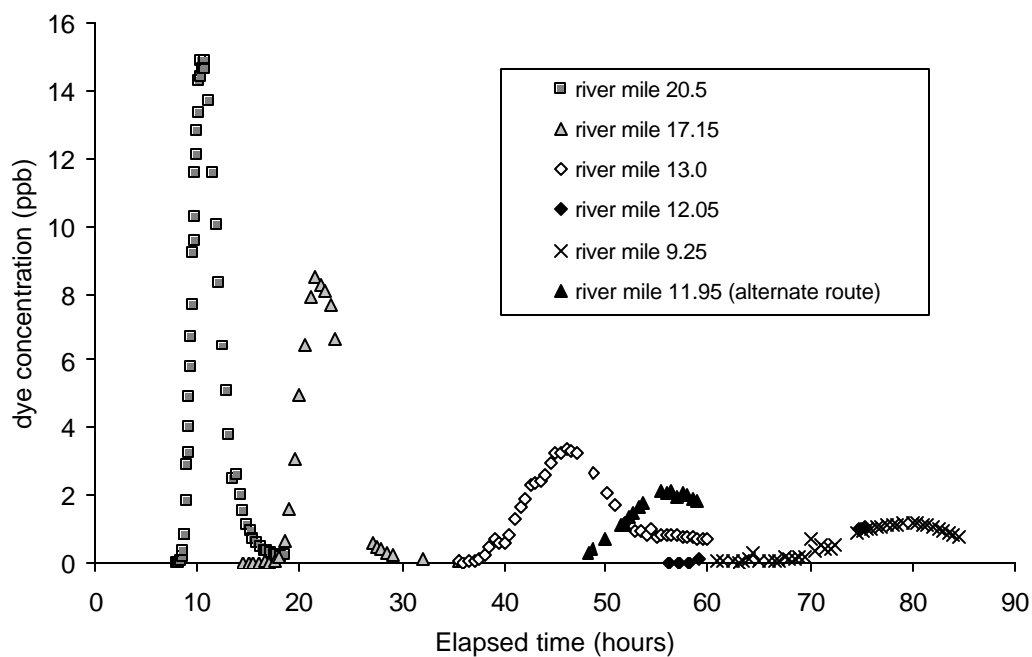 16
14
12
10
8
6
4
2
0
dye concentration (ppb)
river mile 20.5
river mile 17.15
river mile 13.0
river mile 12.05
river mile 9.25
river mile 11.95 (alternate route)
0 10 20 30 40 50 60 70 80 90
Elapsed time (hours)